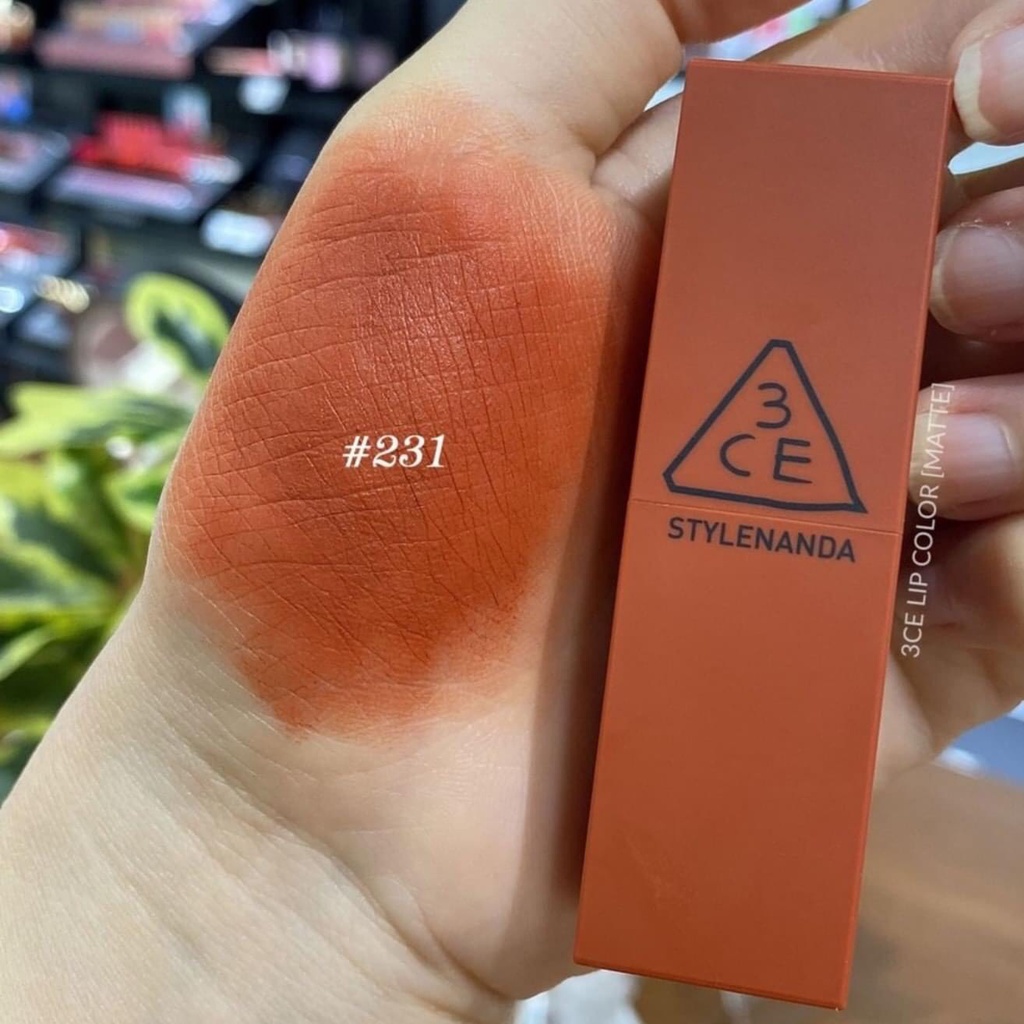 #231
3
CE
STYLENANDA
3CE LIP COLOR [MATTE]